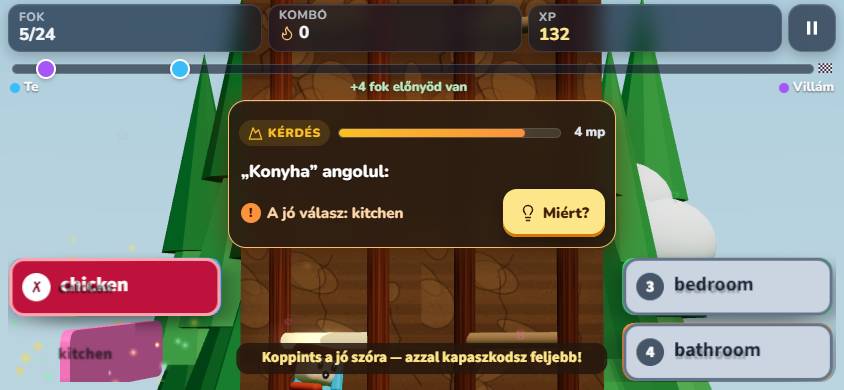 FOK
5/24
KOMBÓ
0
XP
132
Te
+4 fok előnyöd van
Villám
KÉRDÉS
4 mp
„Konyha” angolul:
! A jó válasz: kitchen
Miért?
X chicken
3 bedroom
kitchen
4 bathroom
Koppints a jó szóra — azzal kapaszkodsz feljebb!